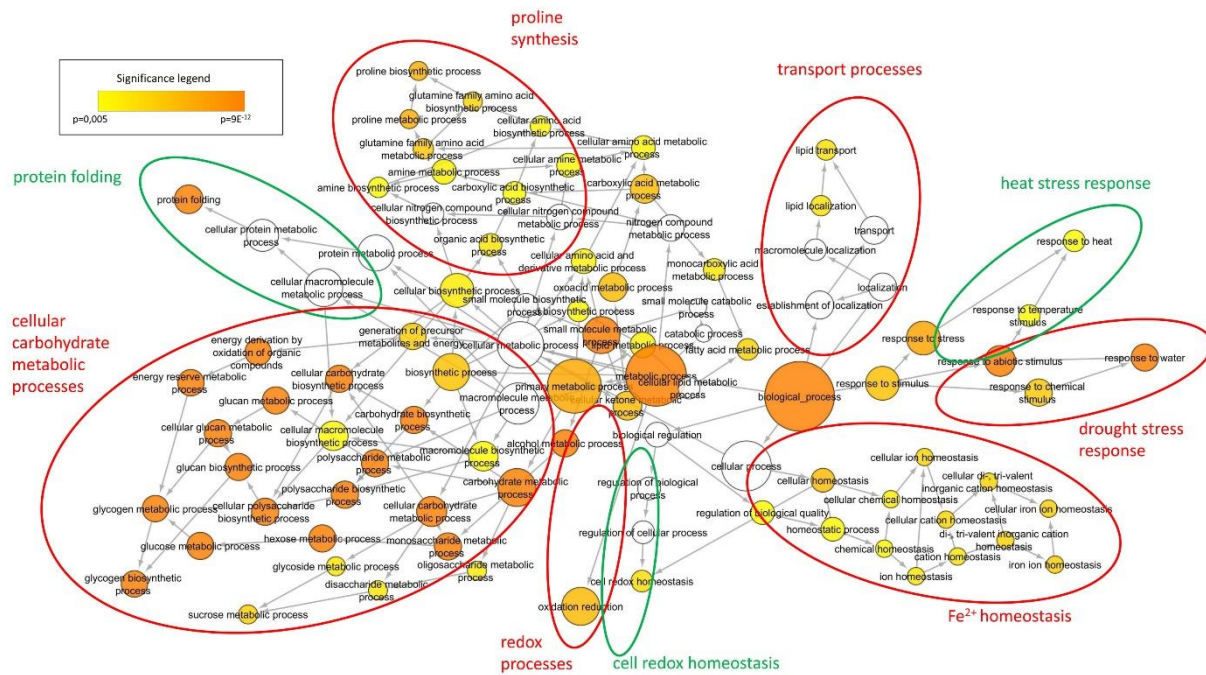 proline
synthesis
Significance legend
p=0,005
p=9E-12
transport processes
protein folding
heat stress response
cellular
carbohydrate
metabolic
processes
drought stress
response
Fe2+ homeostasis
redox
processes
cell redox homeostasis
proline biosynthetic process
glutamine family amino acid
biosynthetic process
proline metabolic process
cellular amino acid
biosynthetic process
glutamine family amino acid
metabolic process
cellular amino acid metabolic
process
amine metabolic process
cellular amine metabolic
process
amine biosynthetic process
carboxylic acid biosynthetic
process
carboxylic acid metabolic
process
cellular nitrogen compound
biosynthetic process
cellular nitrogen compound
metabolic process
nitrogen compound
metabolic process
organic acid biosynthetic
process
cellular amino acid and
derivative metabolic process
monocarboxylic acid
metabolic process
protein folding
cellular protein metabolic
process
protein metabolic process
cellular macromolecule
metabolic process
cellular biosynthetic process
oxoacid metabolic process
small molecule biosynthetic
process
biosynthetic process
small molecule catabolic
process
catabolic process
small molecule metabolic
process
lipid metabolic process
fatty acid metabolic process
generation of precursor
metabolites and energy
cellular metabolic process
biosynthetic process
primary metabolic process
metabolic process
cellular lipid metabolic
process
cellular ketone metabolic
process
macromolecule metabolic
process
biological_process
lipid transport
lipid localization
transport
macromolecule localization
localization
establishment of localization
response to heat
response to temperature
stimulus
response to stress
response to abiotic stimulus
response to water
response to stimulus
response to chemical
stimulus
energy derivation by
oxidation of organic
compounds
energy reserve metabolic process
cellular carbohydrate
biosynthetic process
glucan metabolic process
carbohydrate biosynthetic
process
cellular glucan metabolic
process
cellular macromolecule
biosynthetic process
alcohol metabolic process
polysaccharide metabolic
process
macromolecule biosynthetic
process
glucan biosynthetic process
polysaccharide biosynthetic
process
carbohydrate metabolic
process
glycogen metabolic process
cellular polysaccharide
biosynthetic process
cellular carbohydrate
metabolic process
glucose metabolic process
hexose metabolic process
monosaccharide metabolic
process
glycoside metabolic process
oligosaccharide metabolic
process
glycogen biosynthetic
process
disaccharide metabolic
process
sucrose metabolic process
oxidation reduction
biological regulation
cellular process
regulation of biological
process
regulation of cellular process
cell redox homeostasis
regulation of biological quality
cellular homeostasis
homeostatic process
cellular ion homeostasis
cellular chemical homeostasis
cellular di-, tri-valent
inorganic cation homeostasis
cellular cation homeostasis
cellular iron ion homeostasis
chemical homeostasis
di-, tri-valent inorganic cation
homeostasis
cation homeostasis
ion homeostasis
iron ion homeostasis